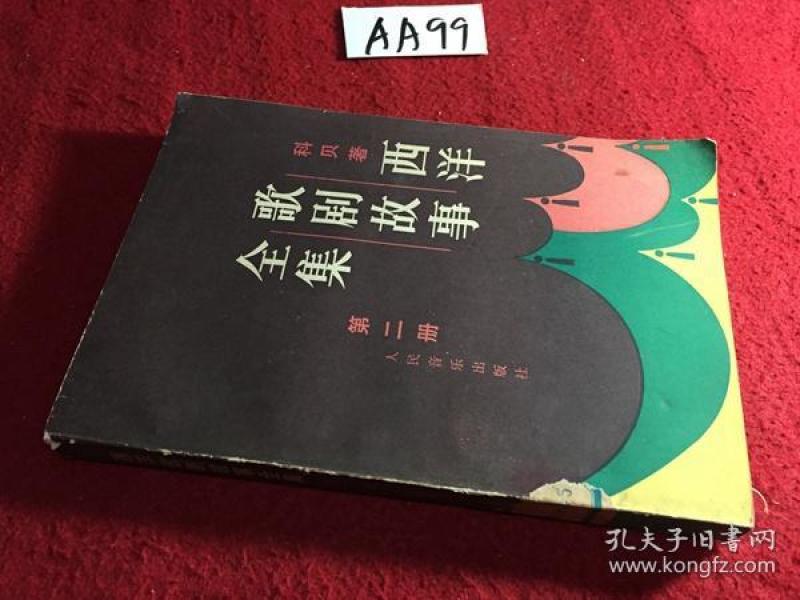 AA99
科贝著
西洋
歌剧故事
全集
第二册
人民音乐出版社
5
孔夫子旧书网
www.kongfz.com